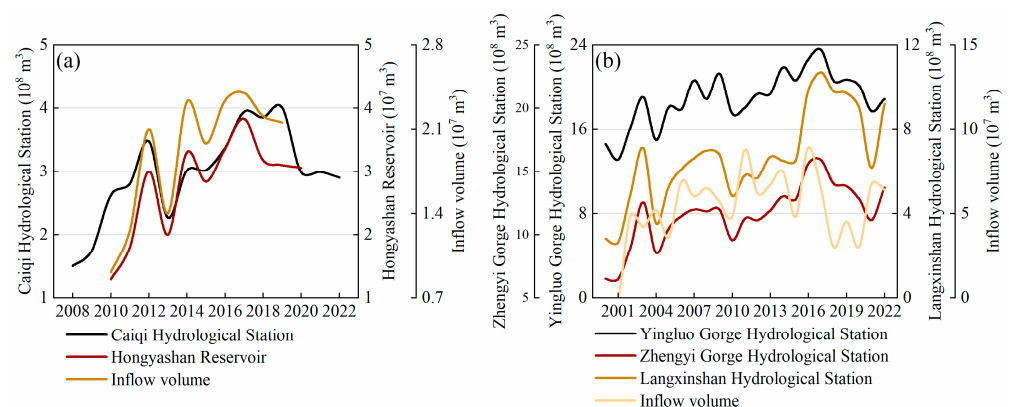 (a)
Caiqi Hydrological Station (10⁸ m³)
5
4
3
2
1
2008 2010 2012 2014 2016 2018 2020 2022
5
4
3
2
1
Hongyashan Reservoir (10⁷ m³)
2.8
2.1
1.4
0.7
Inflow volume (10⁷ m³)
Caiqi Hydrological Station
Hongyashan Reservoir
Inflow volume
(b)
Zhengyi Gorge Hydrological Station (10⁸ m³)
25
20
15
10
5
Yingluo Gorge Hydrological Station (10⁸ m³)
24
16
8
0
2001 2004 2007 2010 2013 2016 2019 2022
12
8
4
0
Langxinshan Hydrological Station (10⁸ m³)
15
10
5
0
Inflow volume (10⁷ m³)
Yingluo Gorge Hydrological Station
Zhengyi Gorge Hydrological Station
Langxinshan Hydrological Station
Inflow volume